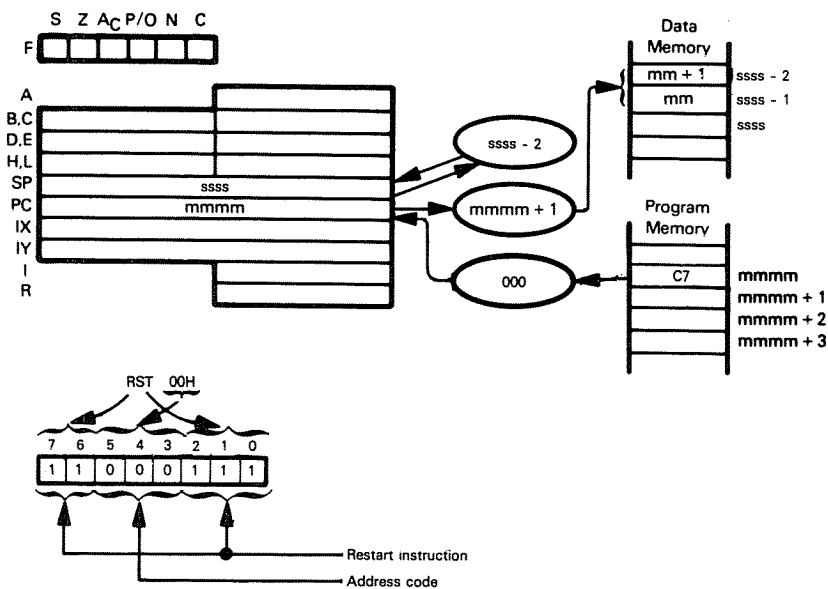 S Z AC P/O N C
F
A
B,C
D,E
H,L
SP
ssss
PC
mmmm
IX
IY
I
R
ssss - 2
mmmm + 1
000
Data
Memory
mm + 1 ssss - 2
mm ssss - 1
ssss
Program
Memory
C7 mmmm
mmmm + 1
mmmm + 2
mmmm + 3
RST 00H
7 6 5 4 3 2 1 0
1 1 0 0 0 1 1 1
Restart instruction
Address code